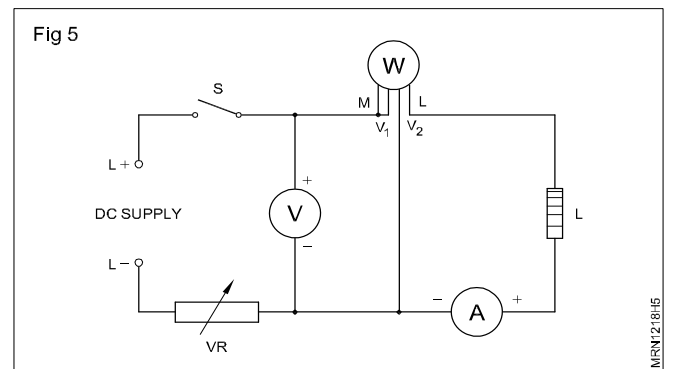 Fig 5
W
S
M
L
V1
V2
L +
+
V
DC SUPPLY
L
–
L –
–
A
+
VR
MRN1218H5